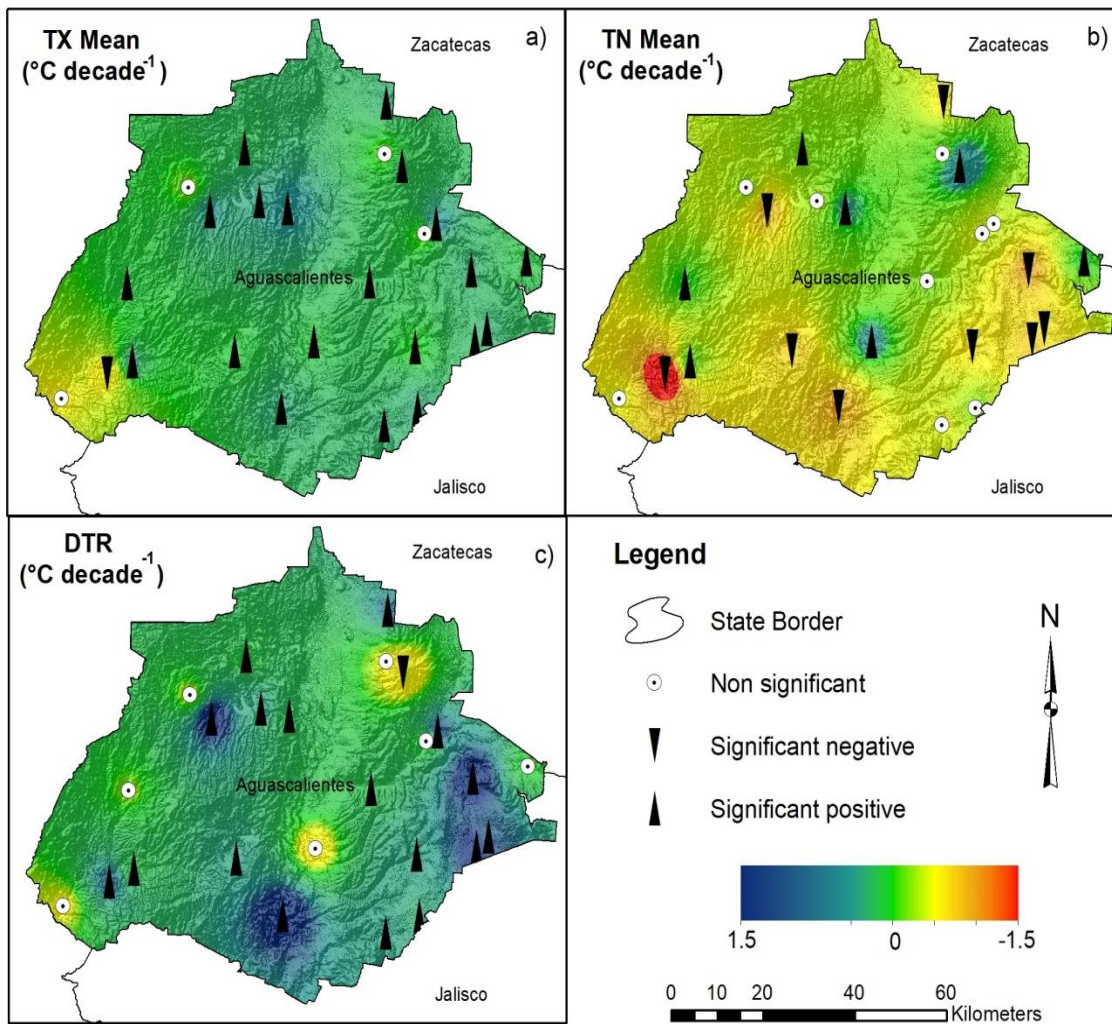 TX Mean
(°C decade⁻¹)
Zacatecas
a)
Aguascalientes
Jalisco
TN Mean
(°C decade⁻¹)
Zacatecas
b)
Aguascalientes
Jalisco
DTR
(°C decade⁻¹)
Zacatecas
c)
Aguascalientes
Jalisco
Legend
State Border
Non significant
Significant negative
Significant positive
N
1.5 0 -1.5
0 10 20 40 60
Kilometers